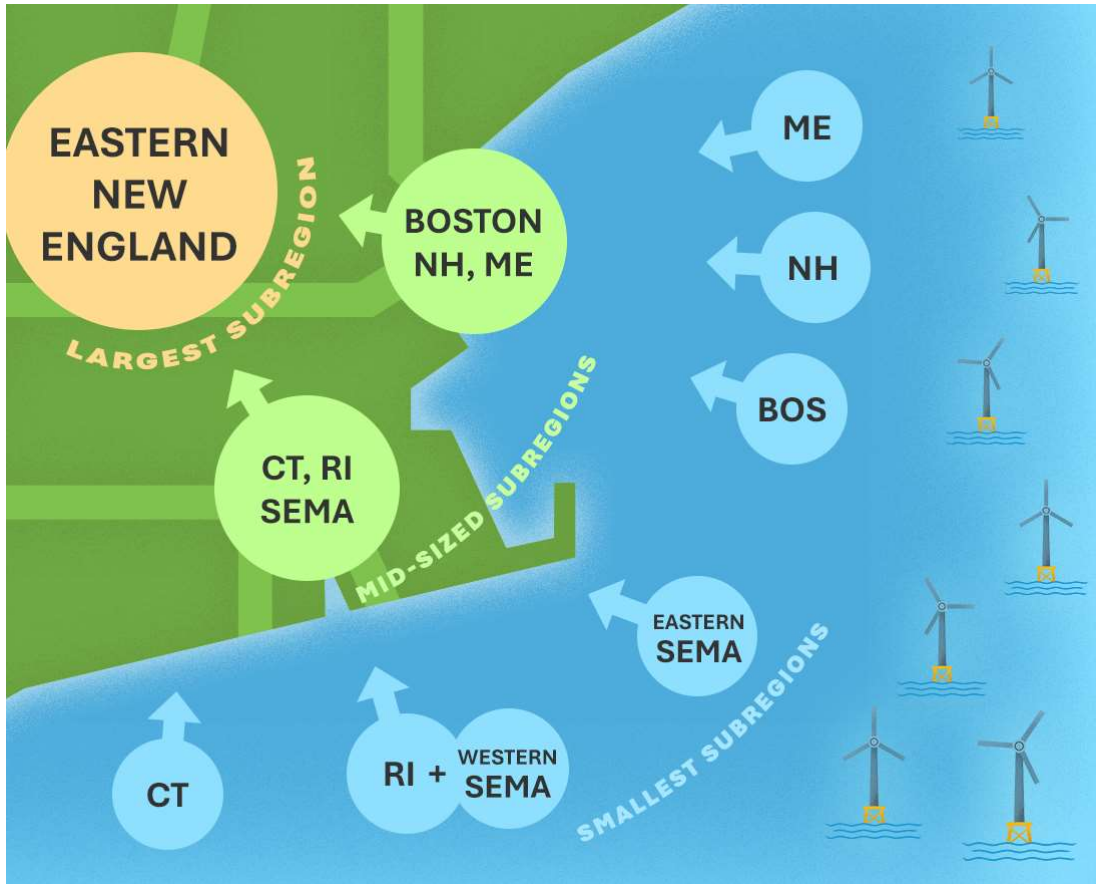 EASTERN
NEW
ENGLAND
LARGEST SUBREGION
BOSTON
NH, ME
ME
NH
BOS
CT, RI
SEMA
MID-SIZED SUBREGIONS
EASTERN
SEMA
CT
RI +
WESTERN
SEMA
SMALLEST SUBREGIONS